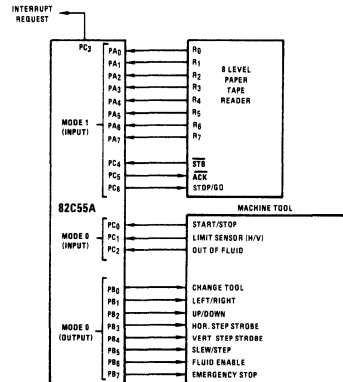 INTERRUPT
REQUEST
PC3
PA0 R0
PA1 R1
PA2 R2
PA3 R3
PA4 R4
PA5 R5
PA6 R6
PA7 R7
8 LEVEL
PAPER
TAPE
READER
MODE 1
(INPUT)
PC4 STB
PC5 ACK
PC6 STOP/GO
82C55A
MACHINE TOOL
MODE 0
(INPUT)
PC0 START/STOP
PC1 LIMIT SENSOR (H/V)
PC2 OUT OF FLUID
MODE 0
(OUTPUT)
PB0 CHANGE TOOL
PB1 LEFT/RIGHT
PB2 UP/DOWN
PB3 HOR. STEP STROBE
PB4 VERT STEP STROBE
PB5 SLEW/STEP
PB6 FLUID ENABLE
PB7 EMERGENCY STOP